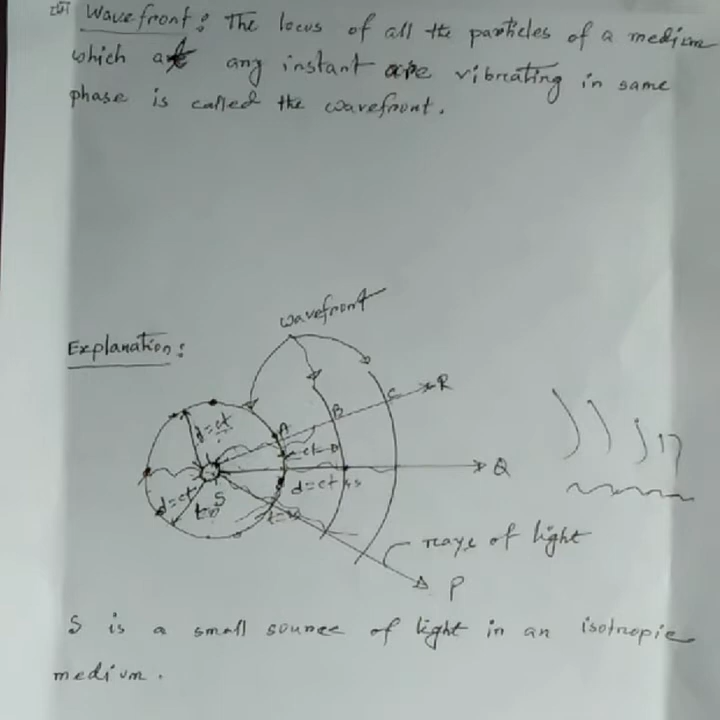 Wavefront: The locus of all the particles of a medium
which at any instant are vibrating in same
phase is called the wavefront.
wavefront
Explanation:
R
C
B
A
d=ct
ct
Q
d=ct
d=ct
S
t=0
rays of light
P
S is a small source of light in an isotropic
medium.